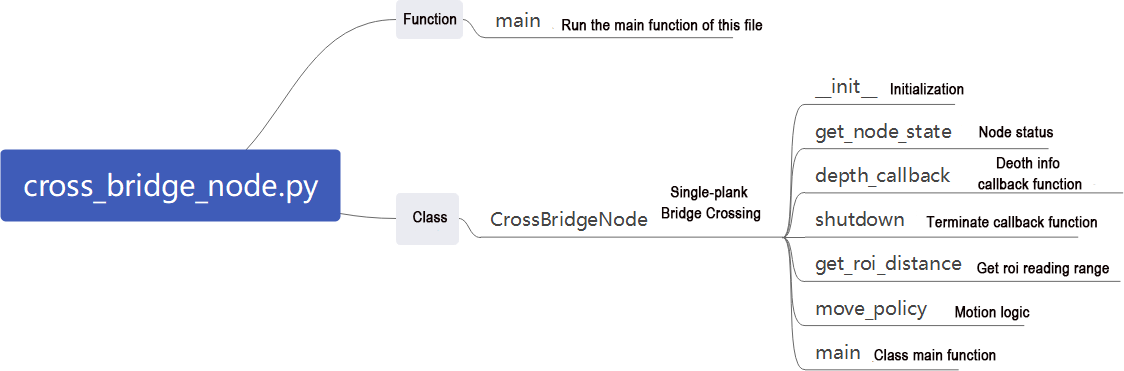 Function
main Run the main function of this file
cross_bridge_node.py
Class
CrossBridgeNode
Single-plank
Bridge Crossing
__init__ Initialization
get_node_state Node status
depth_callback
Deoth info
callback function
shutdown Terminate callback function
get_roi_distance Get roi reading range
move_policy Motion logic
main Class main function